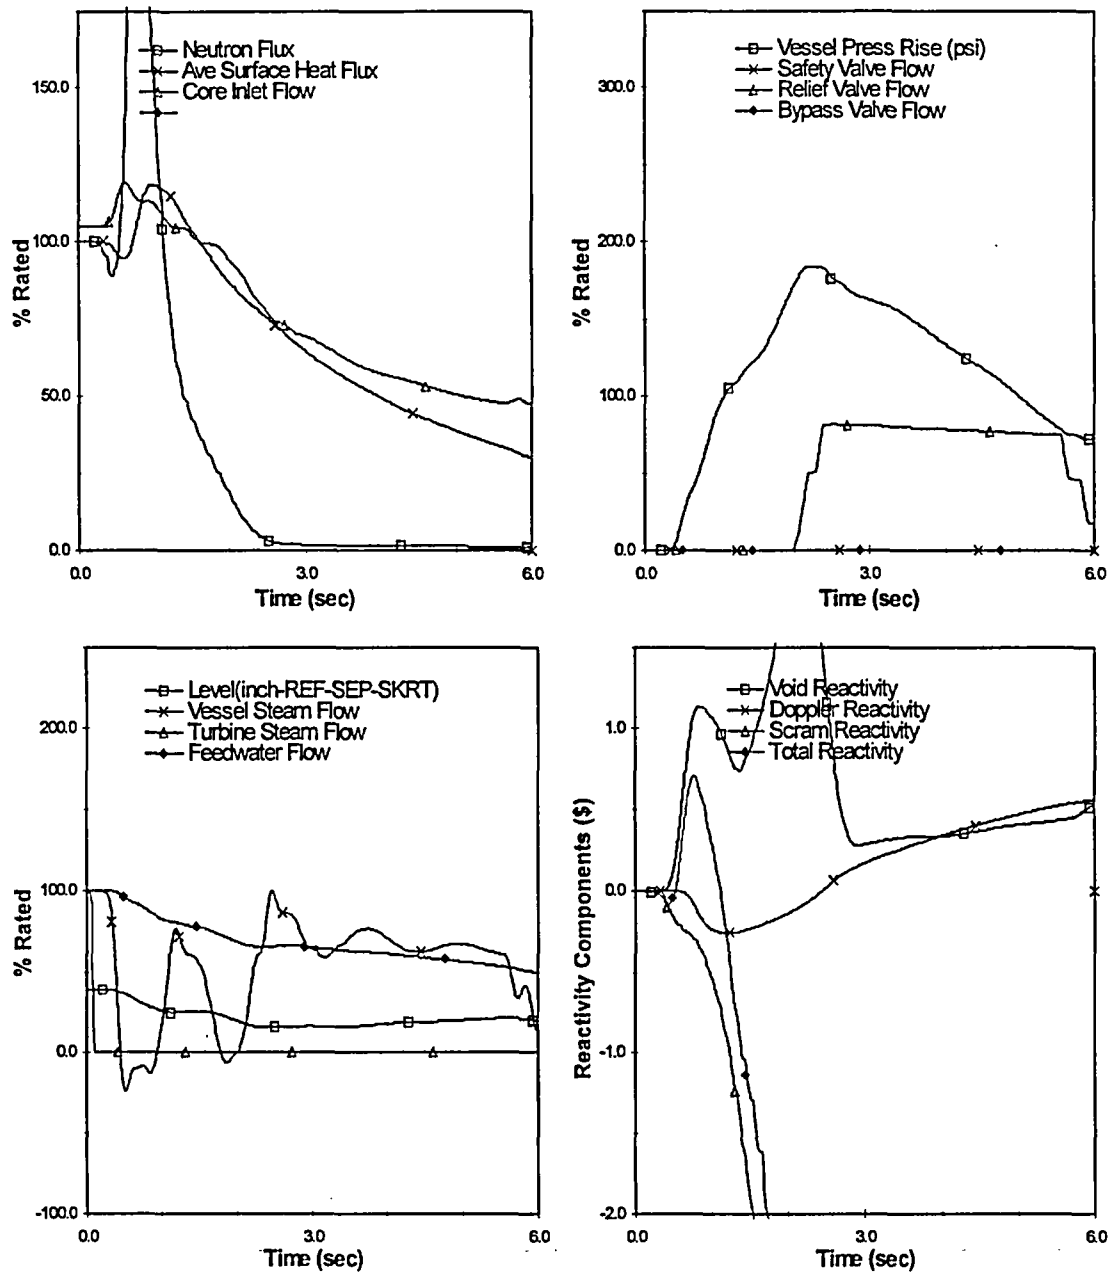 Neutron Flux
Ave Surface Heat Flux
Core Inlet Flow
150.0
100.0
50.0
0.0
% Rated
0.0
3.0
6.0
Time (sec)
Vessel Press Rise (psi)
Safety Valve Flow
Relief Valve Flow
Bypass Valve Flow
300.0
200.0
100.0
0.0
% Rated
0.0
3.0
6.0
Time (sec)
Level(inch-REF-SEP-SKRT)
Vessel Steam Flow
Turbine Steam Flow
Feedwater Flow
200.0
100.0
0.0
-100.0
% Rated
0.0
3.0
6.0
Time (sec)
Void Reactivity
Doppler Reactivity
Scram Reactivity
Total Reactivity
1.0
0.0
-1.0
-2.0
Reactivity Components ($)
0.0
3.0
6.0
Time (sec)